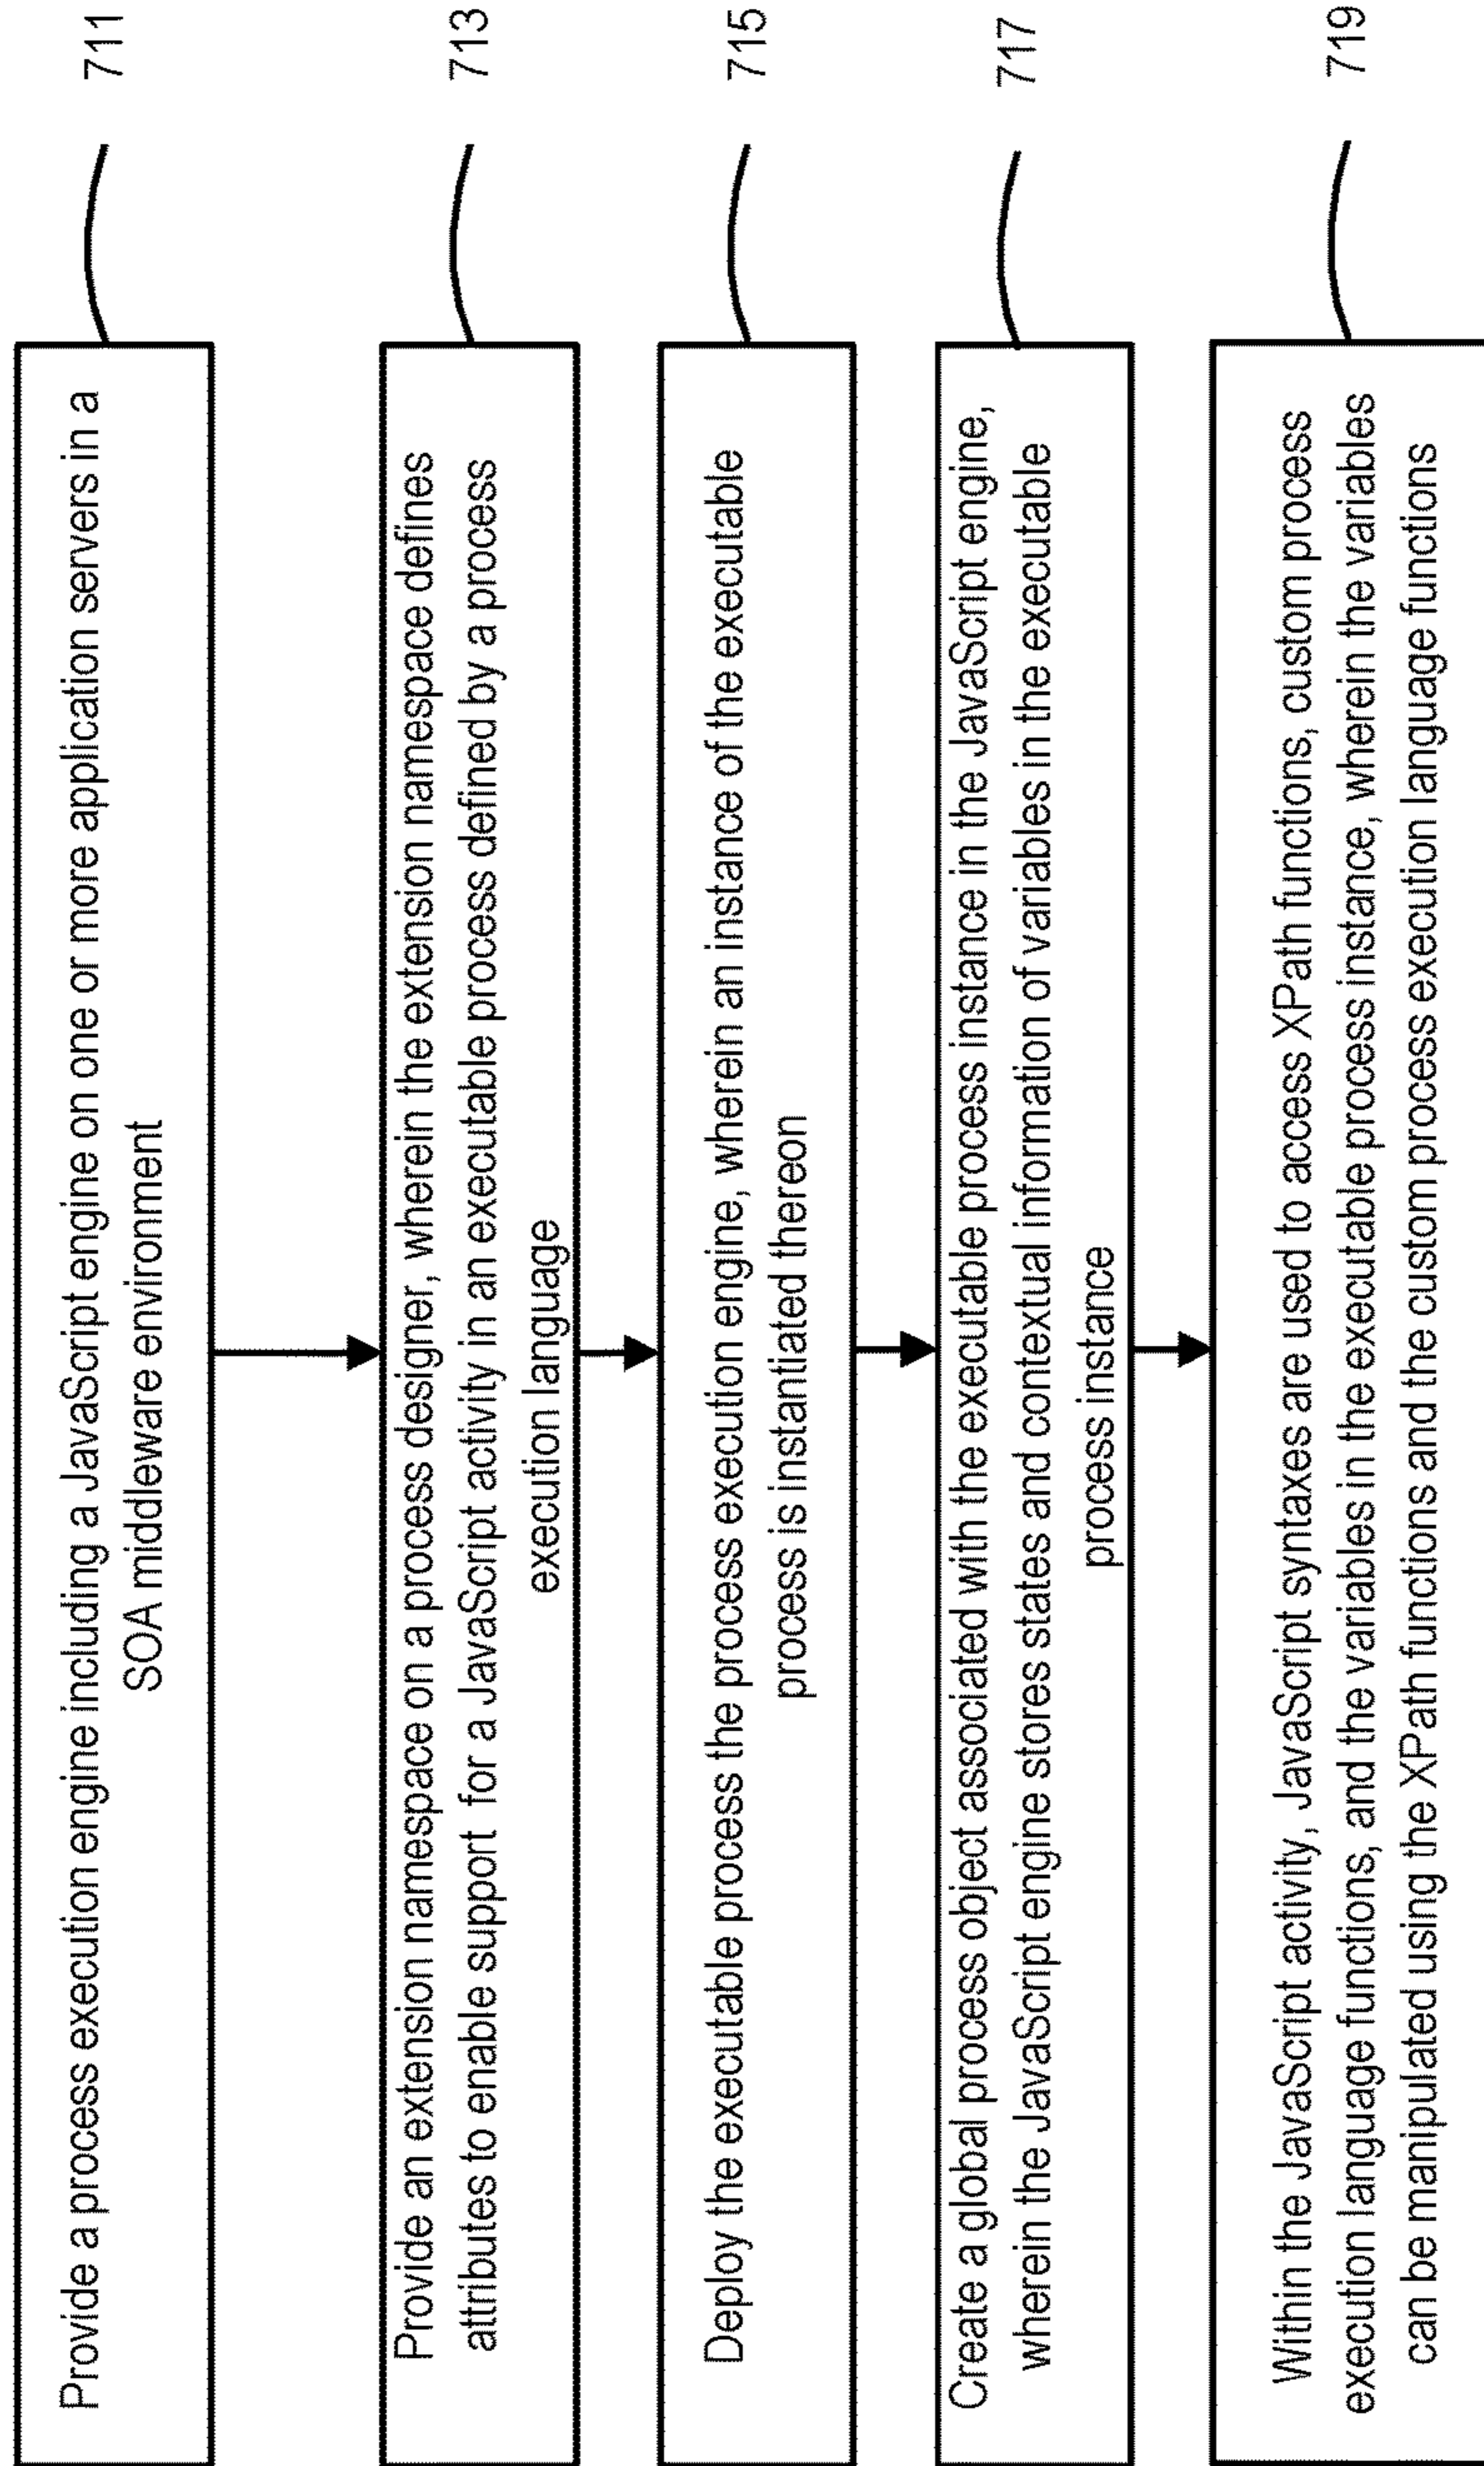 Provide a process execution engine including a JavaScript engine on one or more application servers in a
SOA middleware environment
711
Provide an extension namespace on a process designer, wherein the extension namespace defines
attributes to enable support for a JavaScript activity in an executable process defined by a process
execution language
713
Deploy the executable process the process execution engine, wherein an instance of the executable
process is instantiated thereon
715
Create a global process object associated with the executable process instance in the JavaScript engine,
wherein the JavaScript engine stores states and contextual information of variables in the executable
process instance
717
Within the JavaScript activity, JavaScript syntaxes are used to access XPath functions, custom process
execution language functions, and the variables in the executable process instance, wherein the variables
can be manipulated using the XPath functions and the custom process execution language functions
719